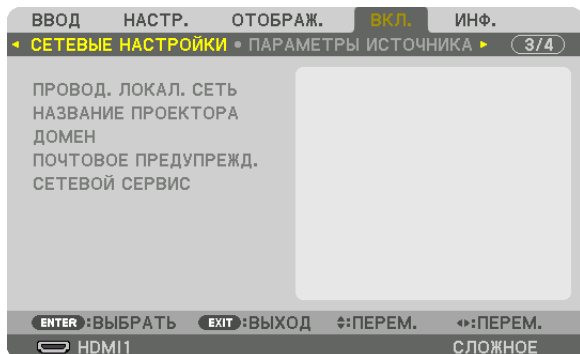 ВВОД НАСТР. ОТОБРАЖ. ВКЛ. ИНФ.
СЕТЕВЫЕ НАСТРОЙКИ • ПАРАМЕТРЫ ИСТОЧНИКА 3/4
ПРОВОД. ЛОКАЛ. СЕТЬ
НАЗВАНИЕ ПРОЕКТОРА
ДОМЕН
ПОЧТОВОЕ ПРЕДУПРЕЖД.
СЕТЕВОЙ СЕРВИС
ENTER:ВЫБРАТЬ EXIT:ВЫХОД :ПЕРЕМ. :ПЕРЕМ.
HDMI1 СЛОЖНОЕ